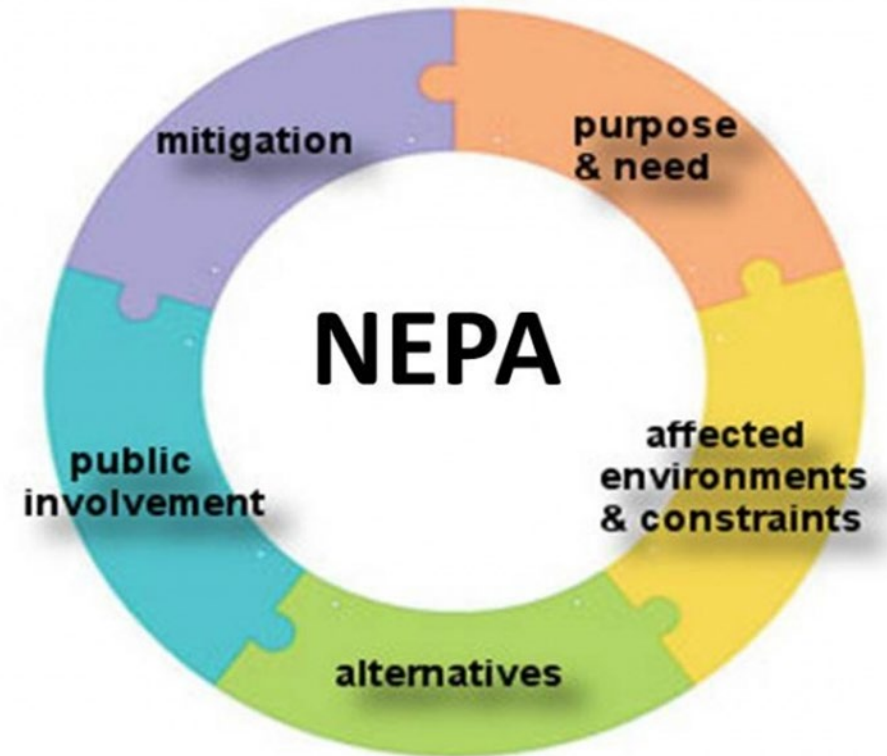 mitigation
purpose
& need
NEPA
affected
environments
& constraints
public
involvement
alternatives